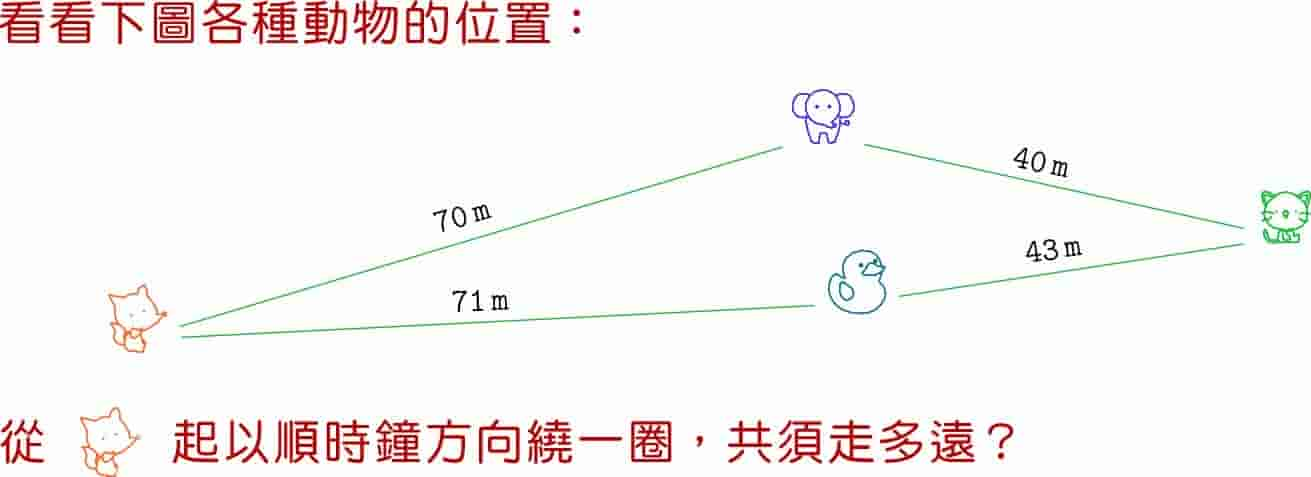 看看下圖各種動物的位置：
40 m
70 m
43 m
71 m
從 起以順時鐘方向繞一圈，共須走多遠？